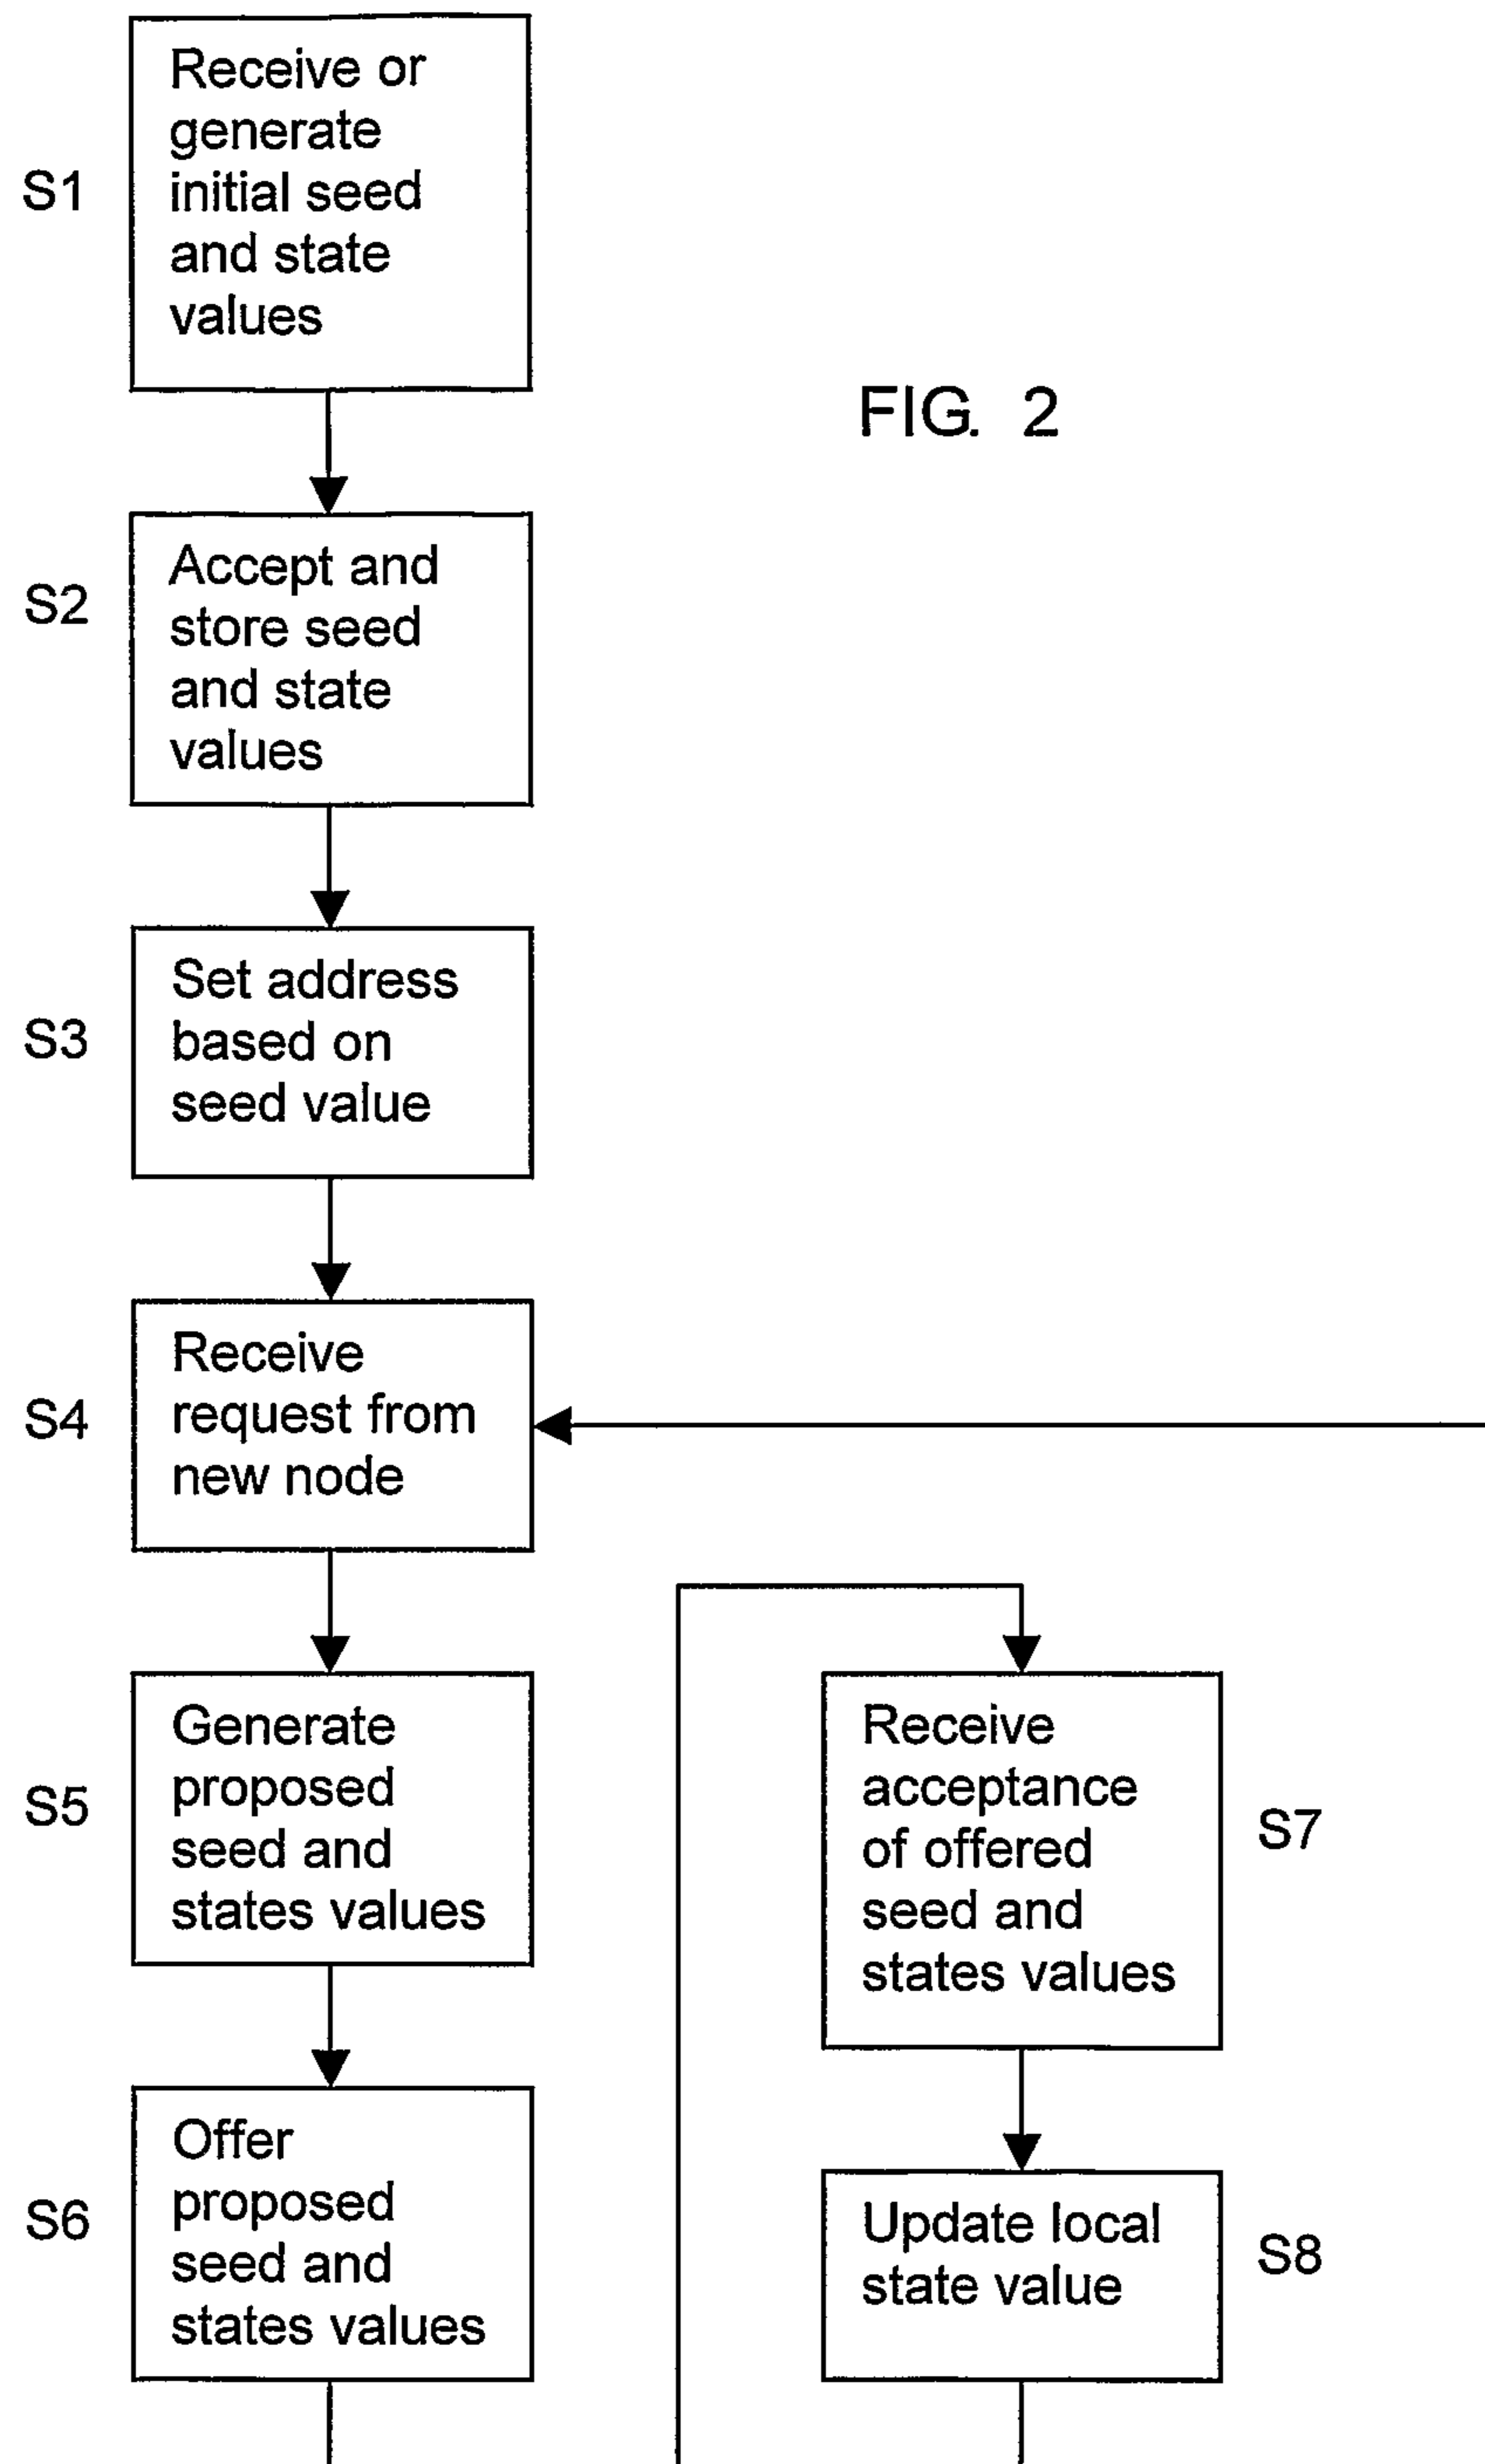 S1
Receive or
generate
initial seed
and state
values
FIG. 2
S2
Accept and
store seed
and state
values
S3
Set address
based on
seed value
S4
Receive
request from
new node
S5
Generate
proposed
seed and
states values
S6
Offer
proposed
seed and
states values
Receive
acceptance
of offered
seed and
states values
S7
Update local
state value
S8